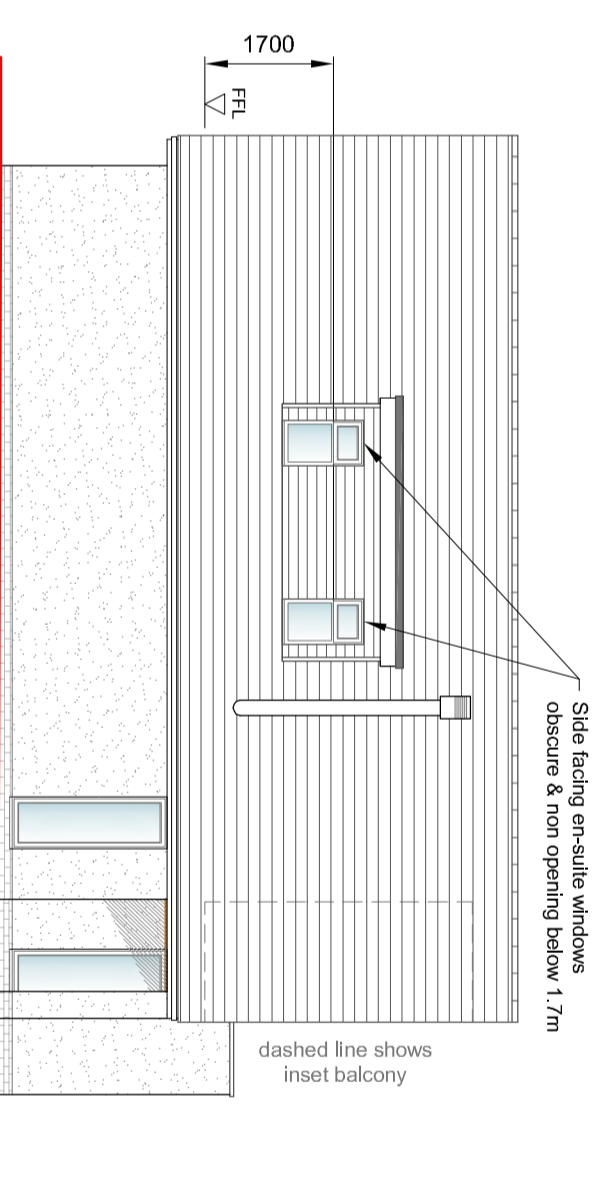 1700
FFL
Side facing en-suite windows
obscure & non opening below 1.7m
dashed line shows
inset balcony